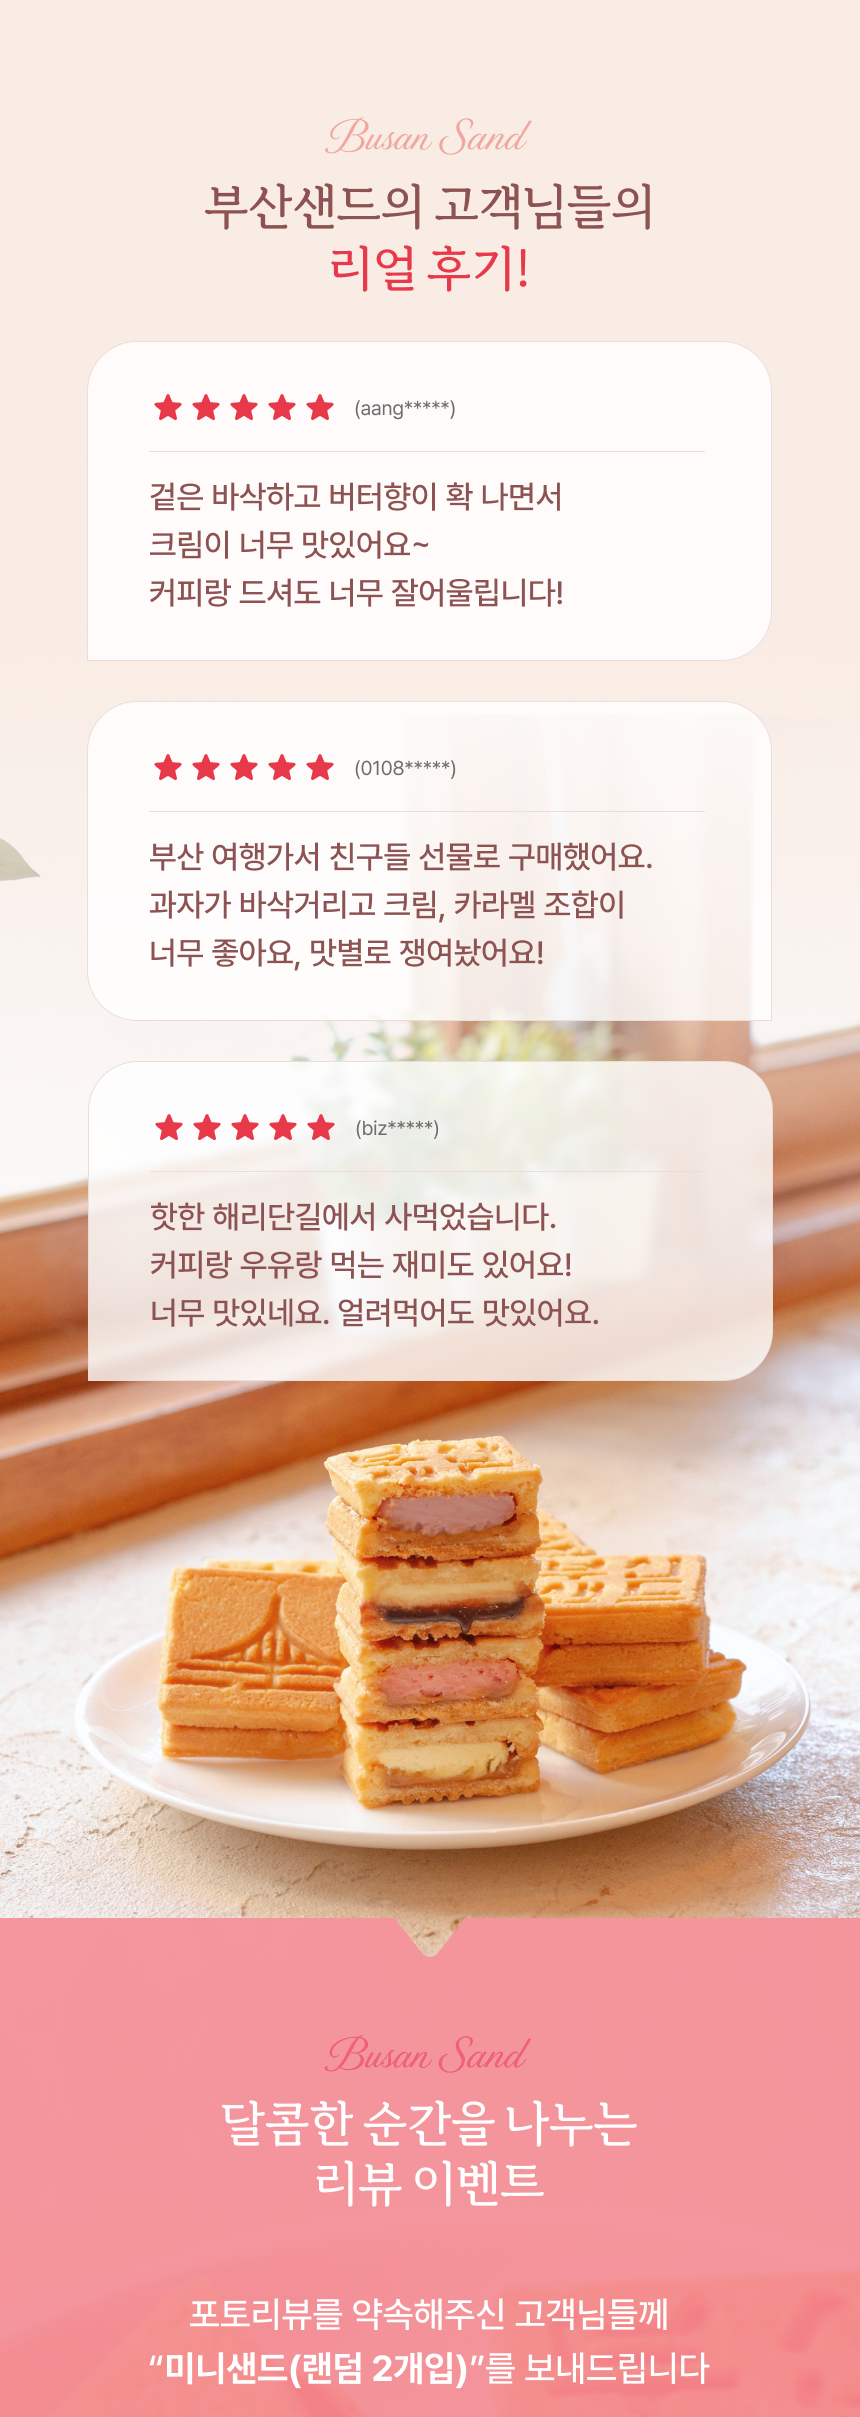 Busan Sand
부산샌드의 고객님들의
리얼 후기!
(aang*****)
겉은 바삭하고 버터향이 확 나면서
크림이 너무 맛있어요~
커피랑 드셔도 너무 잘어울립니다!
(0108*****)
부산 여행가서 친구들 선물로 구매했어요.
과자가 바삭거리고 크림, 카라멜 조합이
너무 좋아요, 맛별로 쟁여놨어요!
(biz*****)
핫한 해리단길에서 사먹었습니다.
커피랑 우유랑 먹는 재미도 있어요!
너무 맛있네요. 얼려먹어도 맛있어요.
Busan Sand
달콤한 순간을 나누는
리뷰 이벤트
포토리뷰를 약속해주신 고객님들께
“미니샌드(랜덤 2개입)”를 보내드립니다